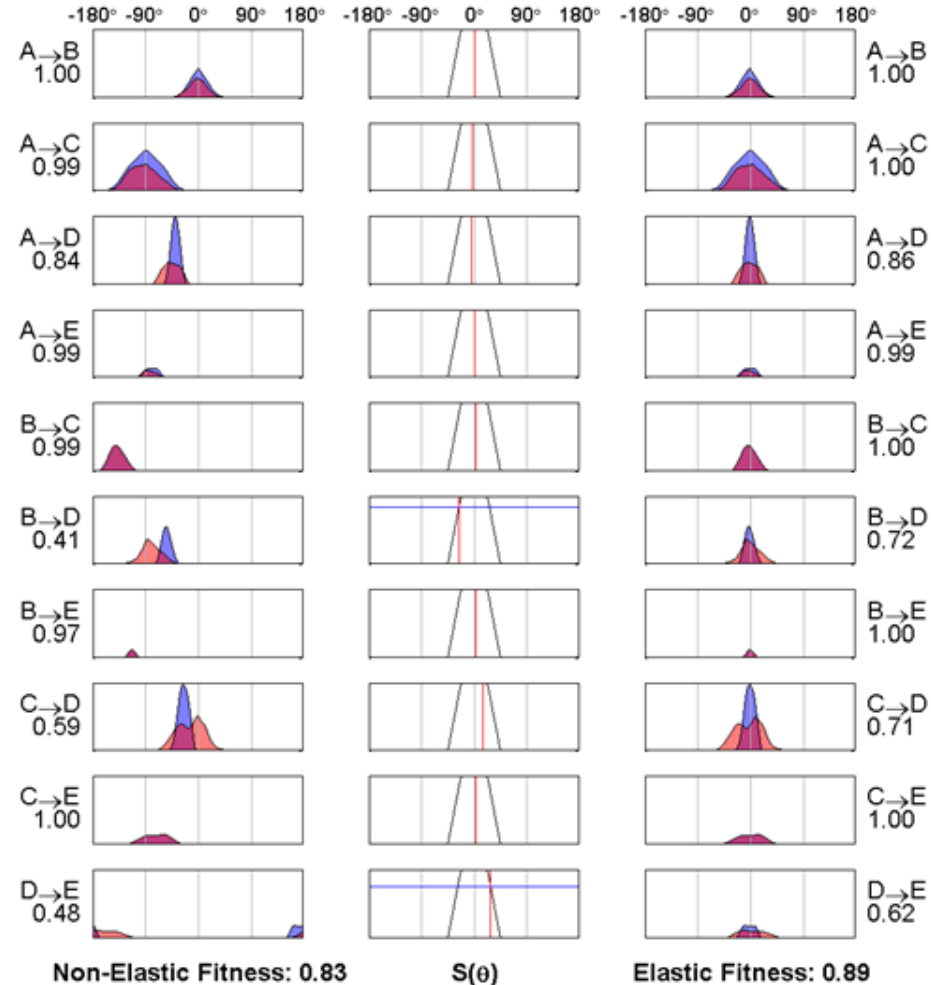 -180° -90° 0° 90° 180° -180° -90° 0° 90° 180° -180° -90° 0° 90° 180°
A→B A→B
1.00 1.00
A→C A→C
0.99 1.00
A→D A→D
0.84 0.86
A→E A→E
0.99 0.99
B→C B→C
0.99 1.00
B→D B→D
0.41 0.72
B→E B→E
0.97 1.00
C→D C→D
0.59 0.71
C→E C→E
1.00 1.00
D→E D→E
0.48 0.62
Non-Elastic Fitness: 0.83 S(θ) Elastic Fitness: 0.89